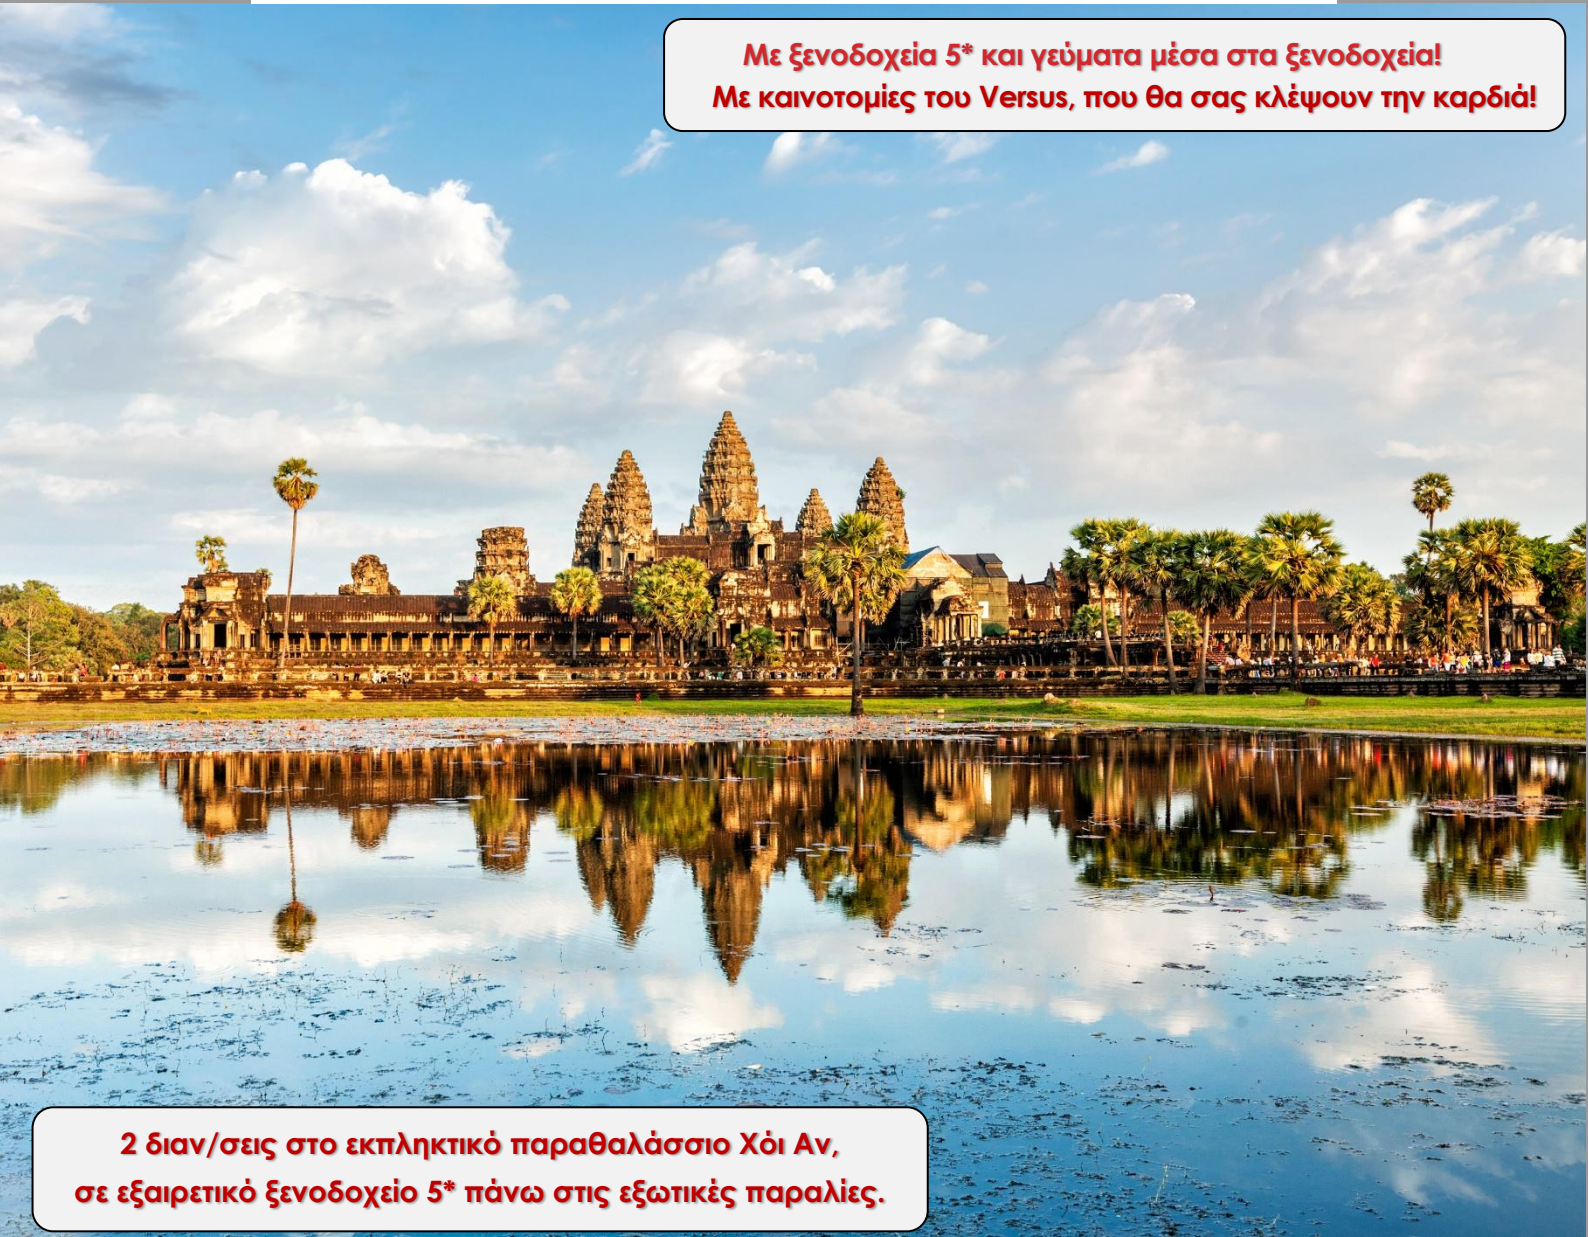 Με ξενοδοχεία 5* και γεύματα μέσα στα ξενοδοχεία!
Με καινοτομίες του Versus, που θα σας κλέψουν την καρδιά!
2 διαν/σεις στο εκπληκτικό παραθαλάσσιο Χόι Αν,
σε εξαιρετικό ξενοδοχείο 5* πάνω στις εξωτικές παραλίες.